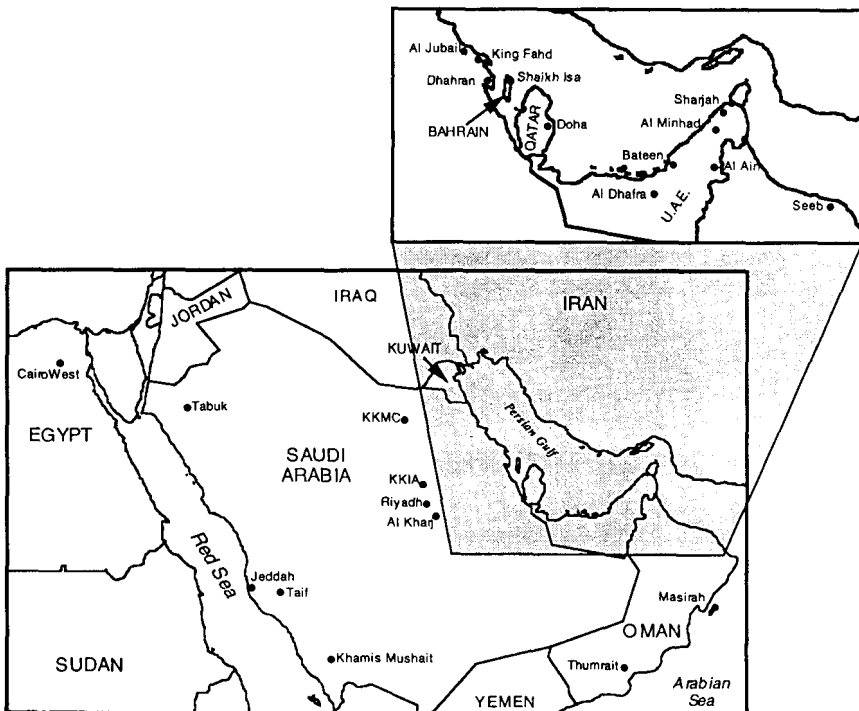 Al Jubail
King Fahd
Dhahran
Shaikh Isa
BAHRAIN
QATAR
Doha
Sharjah
Al Minhad
Bateen
Al Ain
Al Dhafra
U.A.E.
Seeb
JORDAN
IRAQ
IRAN
KUWAIT
Cairo West
Tabuk
KKMC
Persian Gulf
EGYPT
SAUDI
ARABIA
KKIA
Riyadh
Al Kharj
Red Sea
Jeddah
Taif
Masirah
OMAN
SUDAN
Khamis Mushait
Thumrait
YEMEN
Arabian
Sea